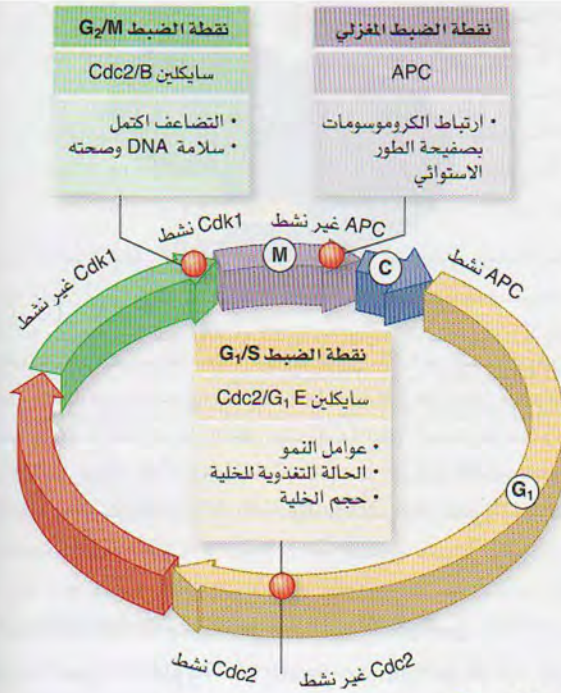 نقطة الضبط G₂/M
سايكلين Cdc2/B
• التضاعف اكتمل
• سلامة DNA وصحته
نقطة الضبط المغزلي
APC
• ارتباط الكروموسومات
بصفيحة الطور
الاستوائي
Cdk1 غير نشط
Cdk1 نشط
APC غير نشط
APC نشط
M
C
G₁
نقطة الضبط G₁/S
سايكلين Cdc2/G₁ E
• عوامل النمو
• الحالة التغذوية للخلية
• حجم الخلية
Cdc2 نشط
Cdc2 غير نشط